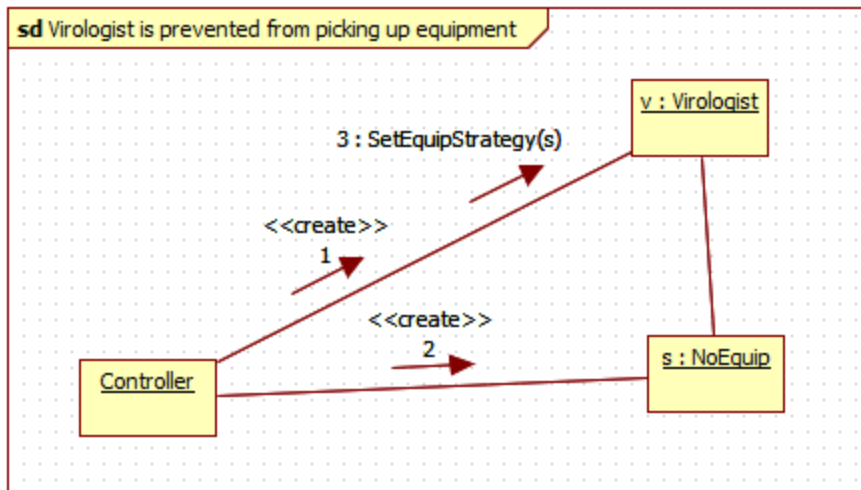 sd Virologist is prevented from picking up equipment
v : Virologist
3 : SetEquipStrategy(s)
<<create>>
1
<<create>>
2
s : NoEquip
Controller